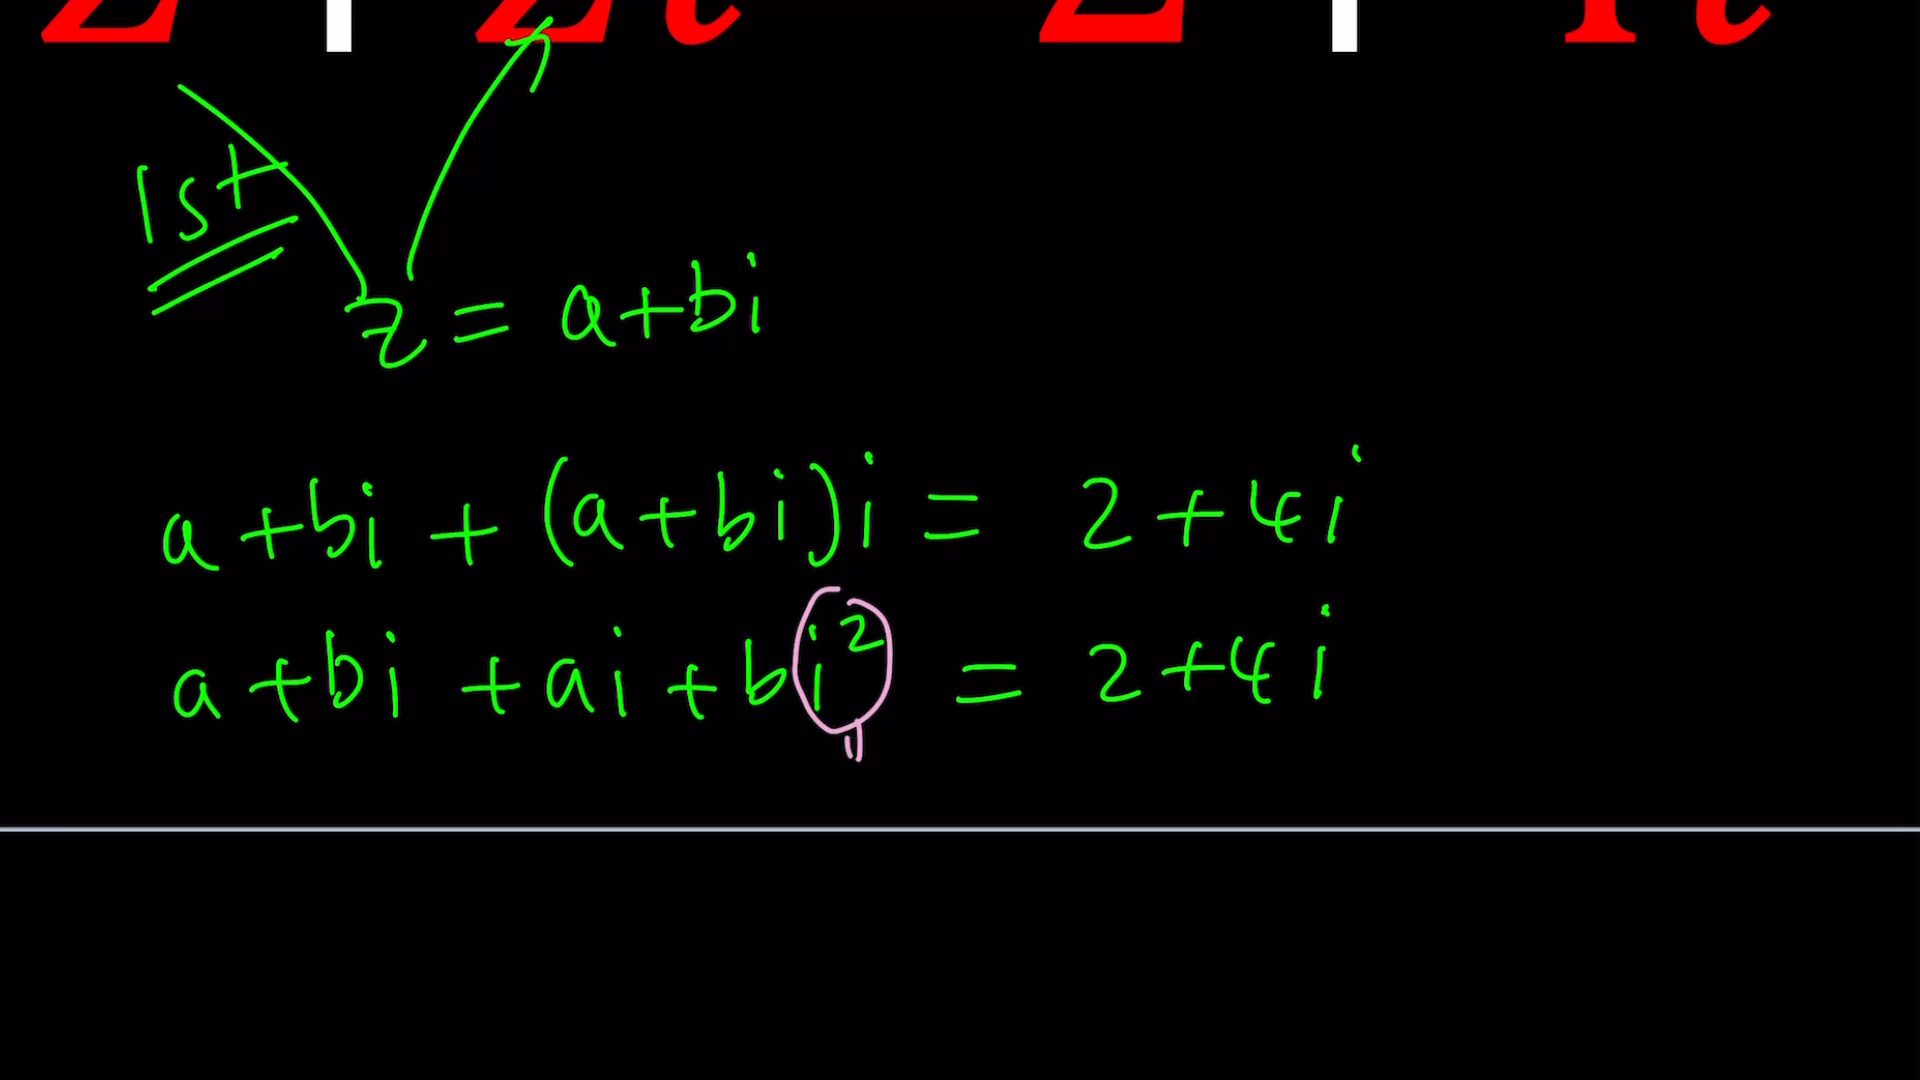 1st
z = a+bi
a+bi + (a+bi)i = 2+4i
a+bi +ai+bi² = 2+4i